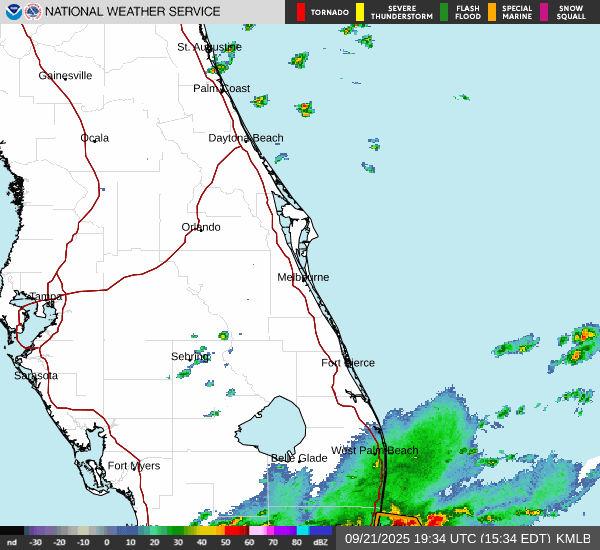 NATIONAL WEATHER SERVICE
TORNADO
SEVERE THUNDERSTORM
FLASH FLOOD
SPECIAL MARINE
SNOW SQUALL
St. Augustine
Gainesville
Palm Coast
Ocala
Daytona Beach
Orlando
Melbourne
Tampa
Sebring
Fort Pierce
Sarasota
West Palm Beach
Belle Glade
Fort Myers
nd -30 -20 -10 0 10 20 30 40 50 60 70 80 dBZ
09/21/2025 19:34 UTC (15:34 EDT) KMLB